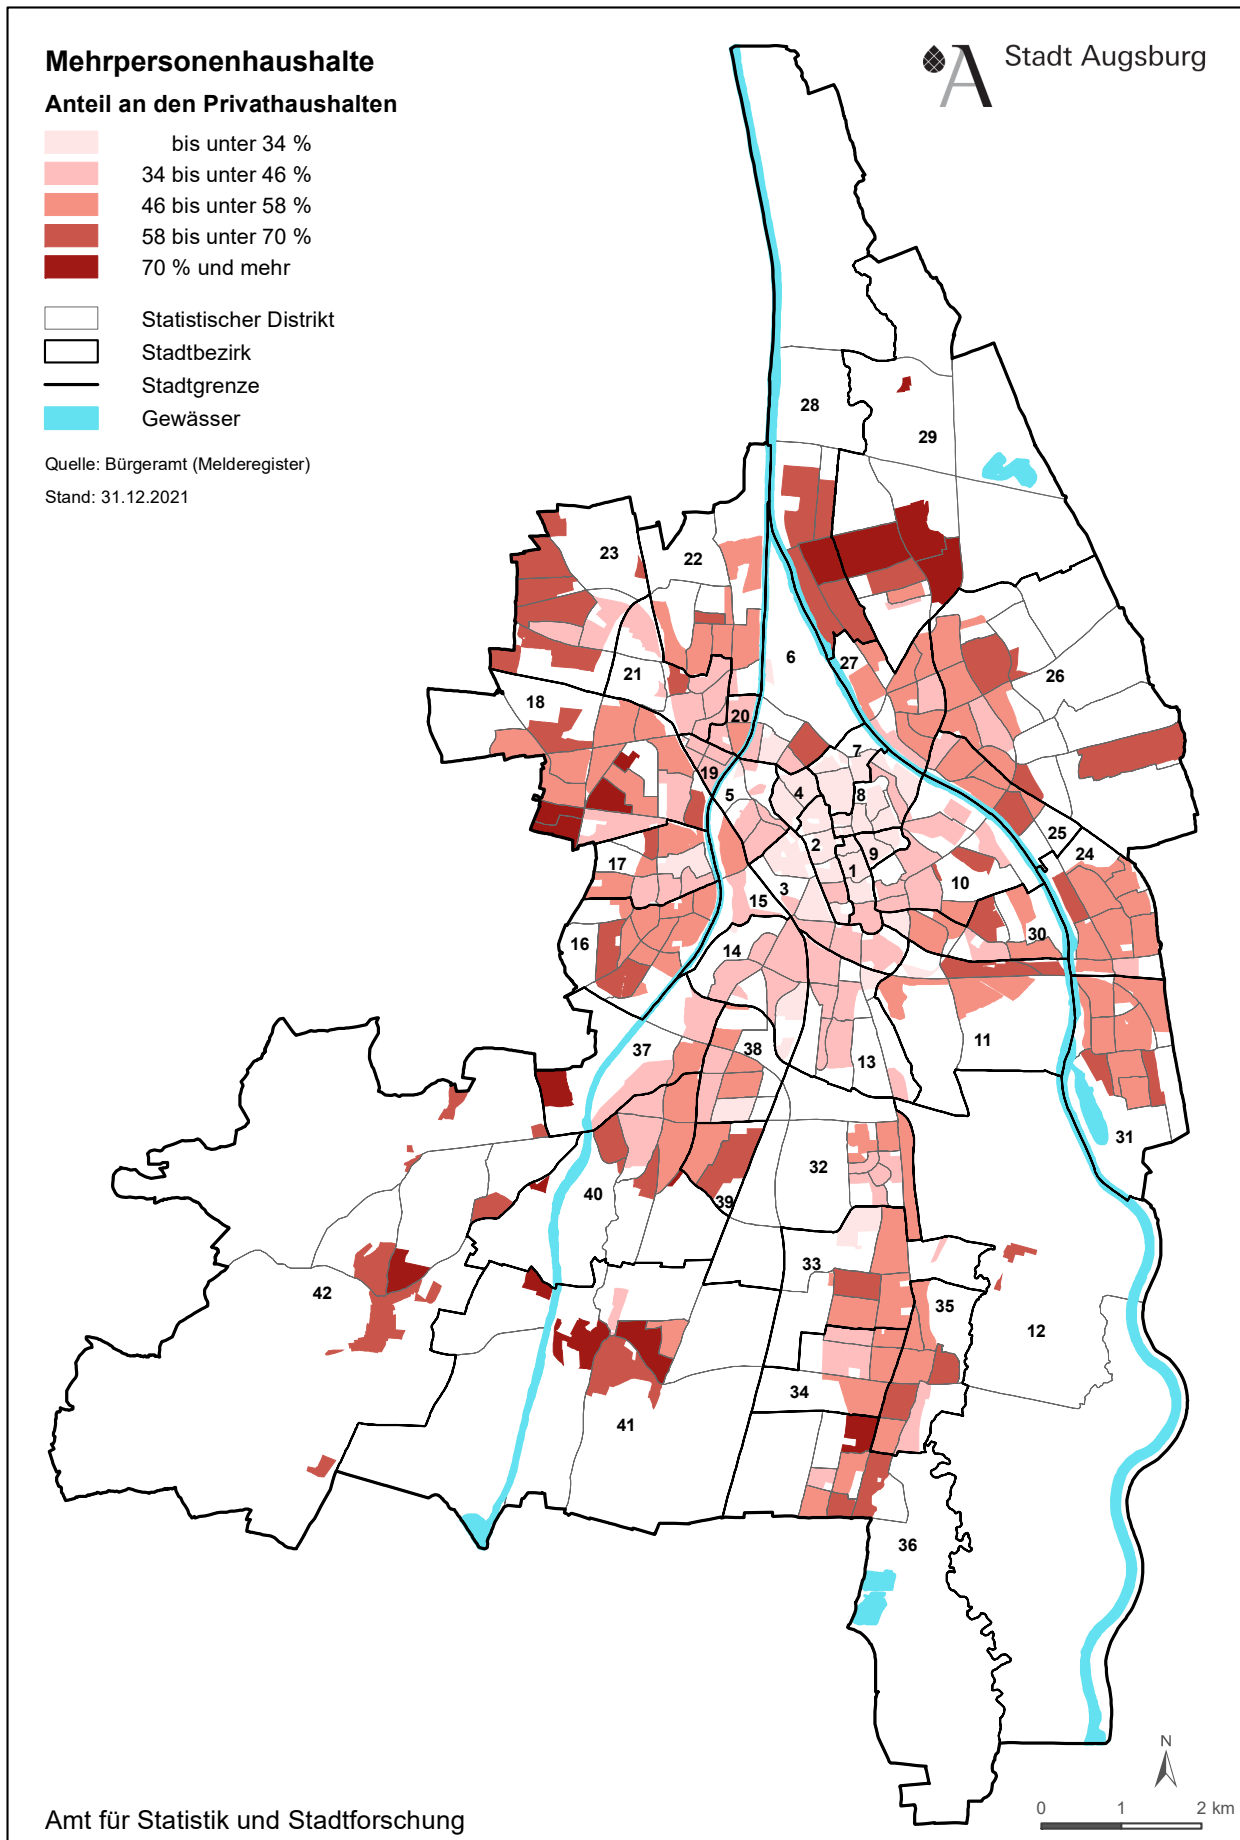 Mehrpersonenhaushalte
Anteil an den Privathaushalten
bis unter 34 %
34 bis unter 46 %
46 bis unter 58 %
58 bis unter 70 %
70 % und mehr
Statistischer Distrikt
Stadtbezirk
Stadtgrenze
Gewässer
Quelle: Bürgeramt (Melderegister)
Stand: 31.12.2021
A Stadt Augsburg
28
29
23
22
6
27
26
21
18
20
7
19
5
4
8
25
2
24
17
9
1
10
3
15
30
16
14
11
37
38
13
31
32
40
39
33
42
35
12
34
41
36
N
0 1 2 km
Amt für Statistik und Stadtforschung